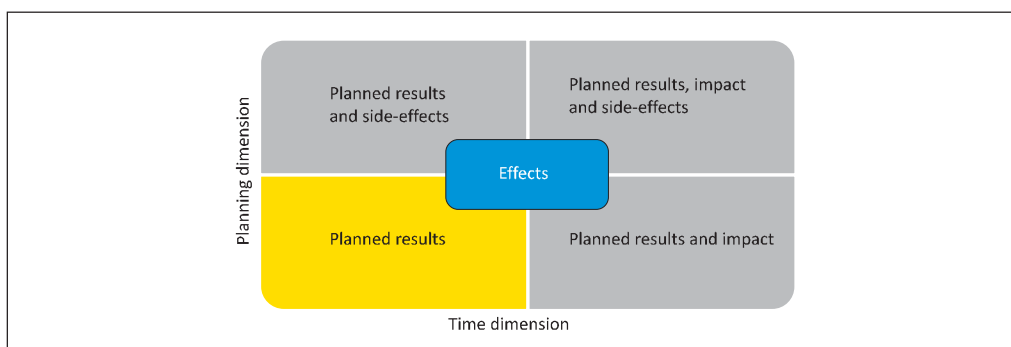 Planned results
and side-effects
Planned results, impact
and side-effects
Effects
Planning dimension
Planned results
Planned results and impact
Time dimension